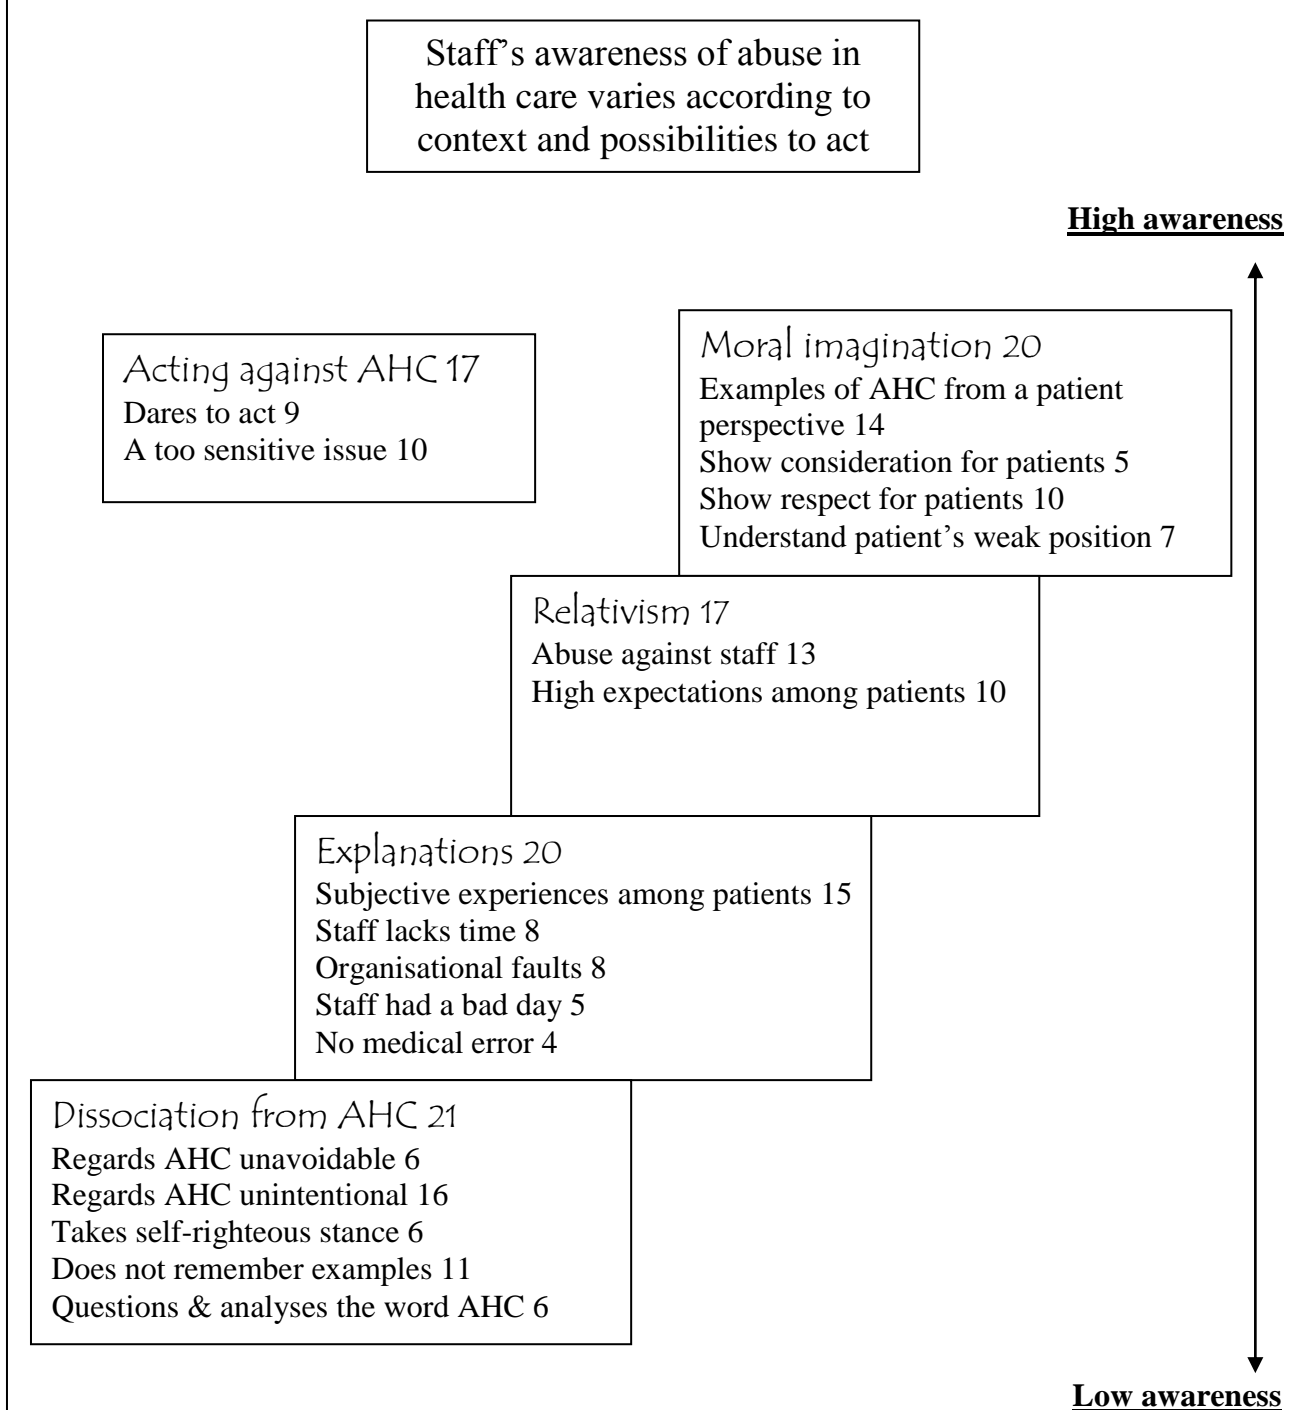 Staff’s awareness of abuse in
health care varies according to
context and possibilities to act
High awareness
Acting against AHC 17
Dares to act 9
A too sensitive issue 10
Moral imagination 20
Examples of AHC from a patient
perspective 14
Show consideration for patients 5
Show respect for patients 10
Understand patient’s weak position 7
Relativism 17
Abuse against staff 13
High expectations among patients 10
Explanations 20
Subjective experiences among patients 15
Staff lacks time 8
Organisational faults 8
Staff had a bad day 5
No medical error 4
Dissociation from AHC 21
Regards AHC unavoidable 6
Regards AHC unintentional 16
Takes self-righteous stance 6
Does not remember examples 11
Questions & analyses the word AHC 6
Low awareness